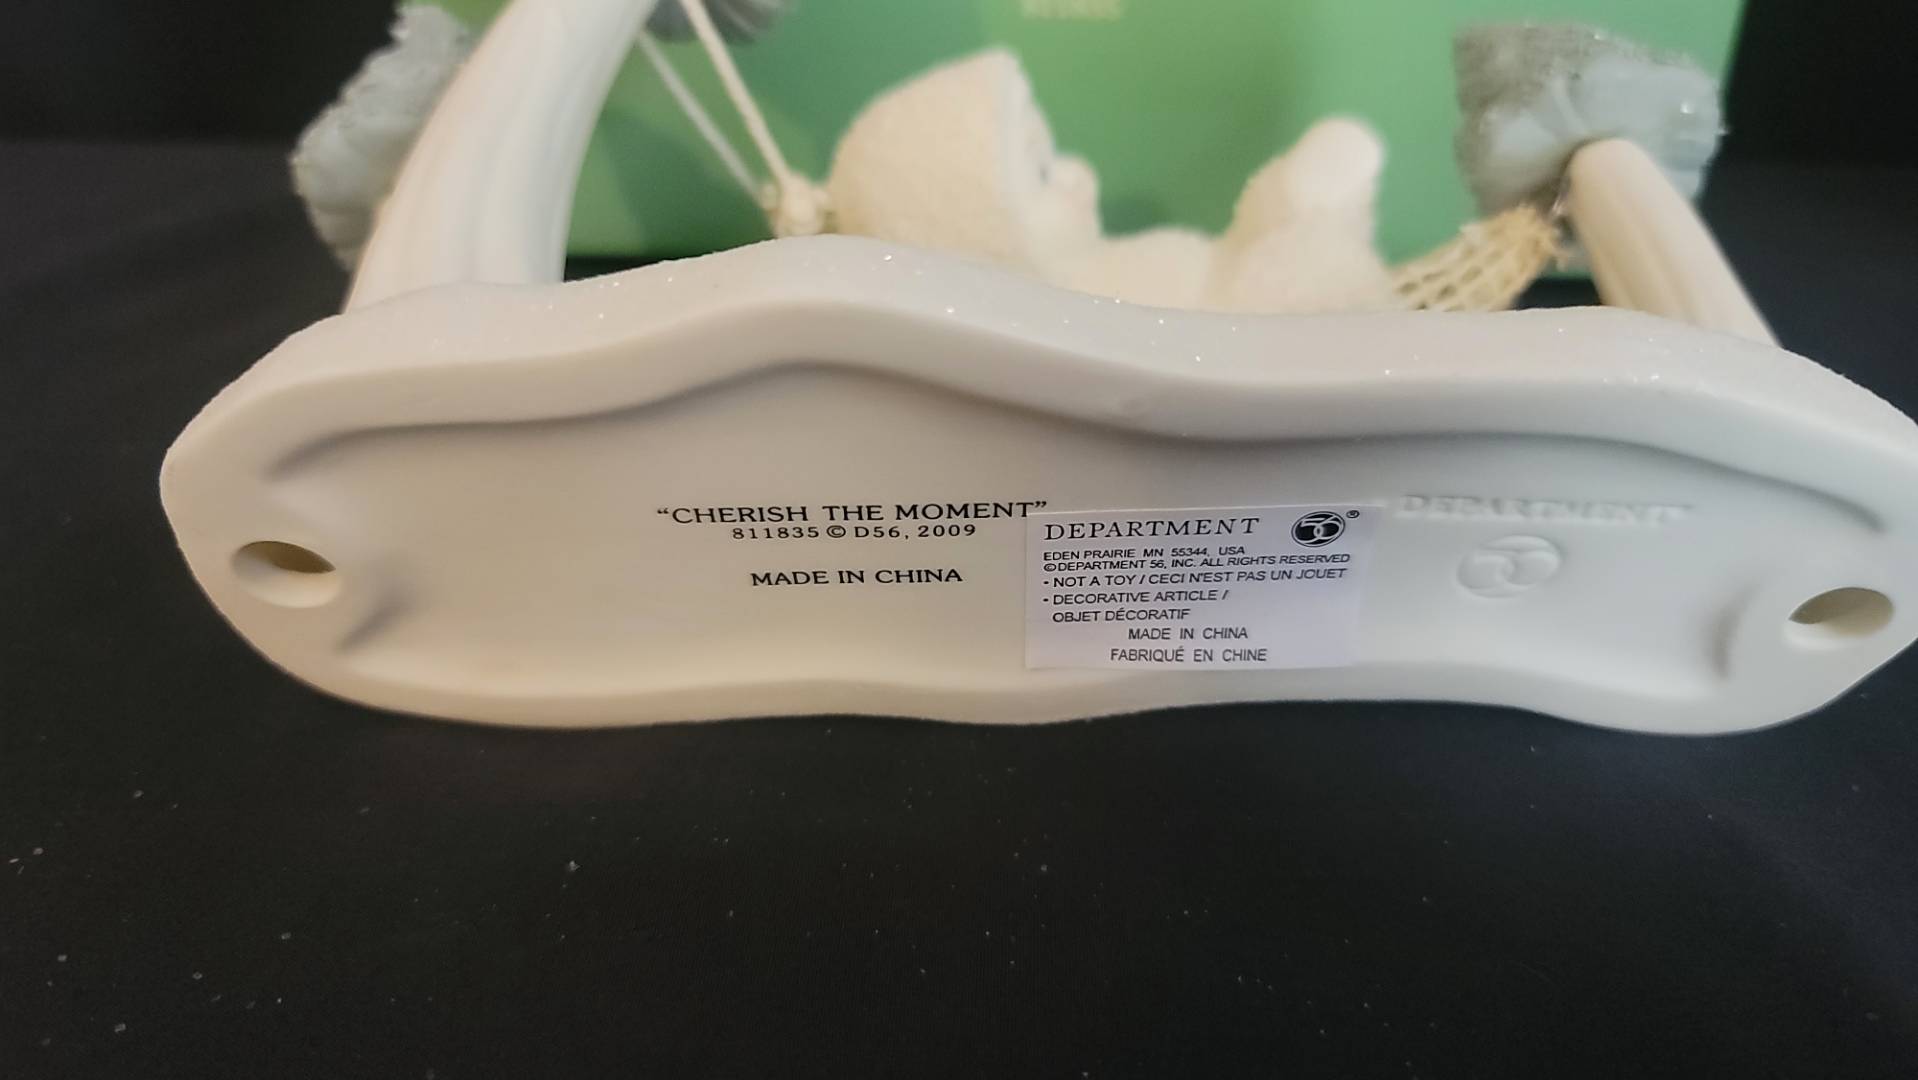 “CHERISH THE MOMENT”
811835 © D56, 2009
MADE IN CHINA
DEPARTMENT 56®
EDEN PRAIRIE MN 55344, USA
©DEPARTMENT 56, INC. ALL RIGHTS RESERVED
• NOT A TOY / CECI N'EST PAS UN JOUET
• DECORATIVE ARTICLE /
OBJET DÉCORATIF
MADE IN CHINA
FABRIQUÉ EN CHINE
DEPARTMENT
56